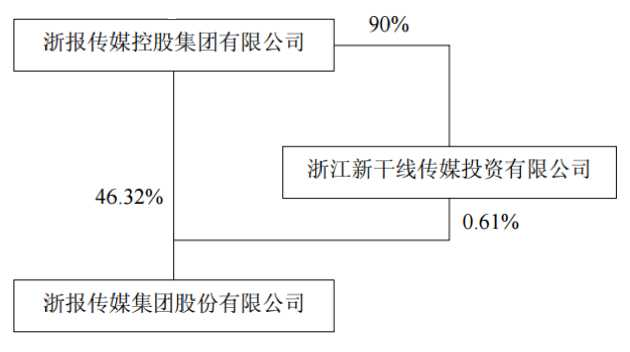 浙报传媒控股集团有限公司
90%
浙江新干线传媒投资有限公司
46.32%
0.61%
浙报传媒集团股份有限公司